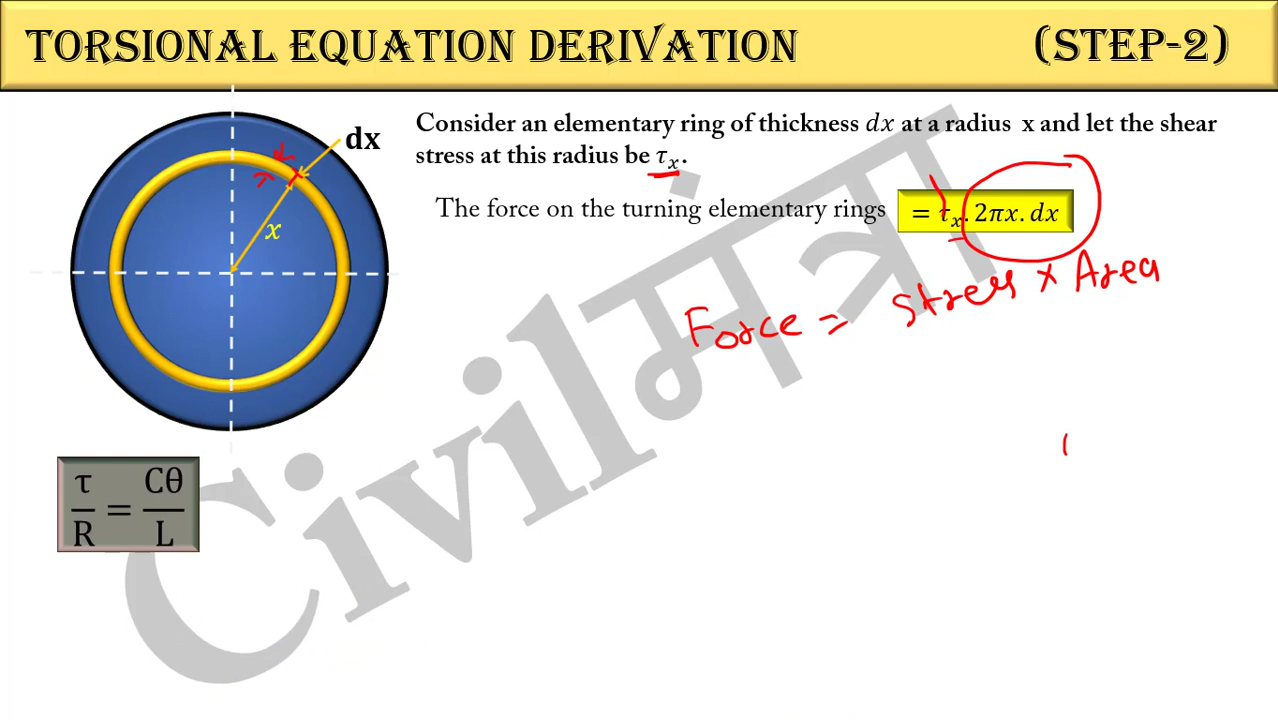 TORSIONAL EQUATION DERIVATION (STEP-2)
dx
x
Consider an elementary ring of thickness dx at a radius x and let the shear
stress at this radius be τₓ.
The force on the turning elementary rings = τₓ. 2πx. dx
Force = Stress × Area
τ/R = Cθ/L
Civilमित्रा